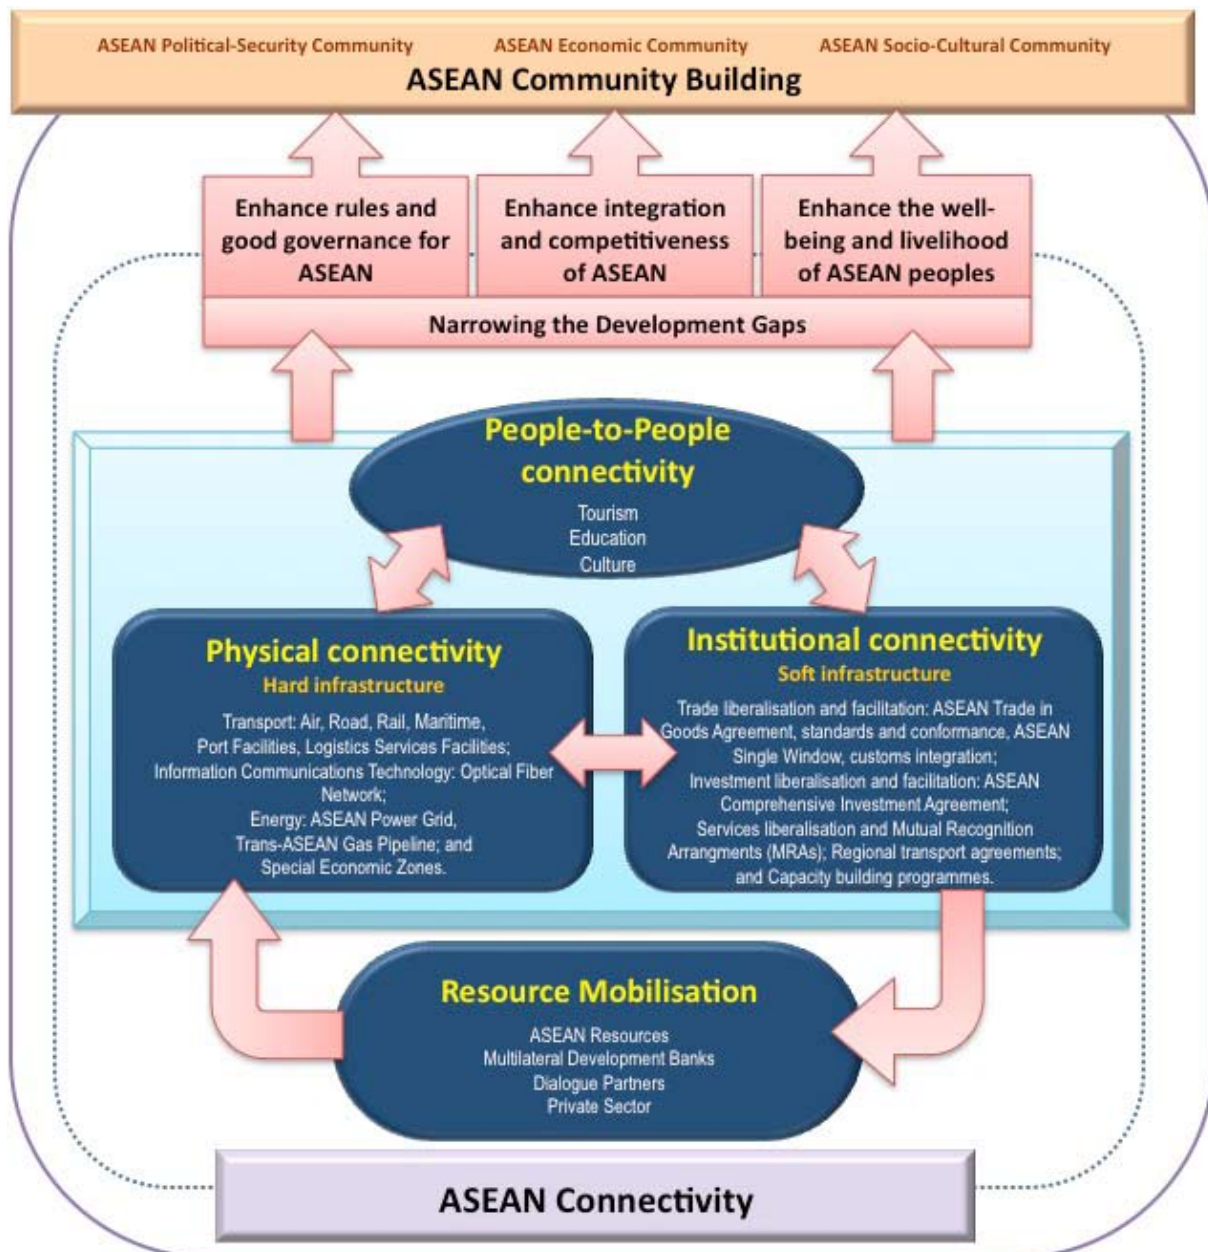 ASEAN Political-Security Community
ASEAN Economic Community
ASEAN Socio-Cultural Community
ASEAN Community Building
Enhance rules and
good governance for
ASEAN
Enhance integration
and competitiveness
of ASEAN
Enhance the well-
being and livelihood
of ASEAN peoples
Narrowing the Development Gaps
People-to-People
connectivity
Tourism
Education
Culture
Physical connectivity
Hard infrastructure
Transport: Air, Road, Rail, Maritime,
Port Facilities, Logistics Services Facilities;
Information Communications Technology: Optical Fiber
Network;
Energy: ASEAN Power Grid,
Trans-ASEAN Gas Pipeline; and
Special Economic Zones.
Institutional connectivity
Soft infrastructure
Trade liberalisation and facilitation: ASEAN Trade in
Goods Agreement, standards and conformance, ASEAN
Single Window, customs integration;
Investment liberalisation and facilitation: ASEAN
Comprehensive Investment Agreement;
Services liberalisation and Mutual Recognition
Arrangments (MRAs); Regional transport agreements;
and Capacity building programmes.
Resource Mobilisation
ASEAN Resources
Multilateral Development Banks
Dialogue Partners
Private Sector
ASEAN Connectivity